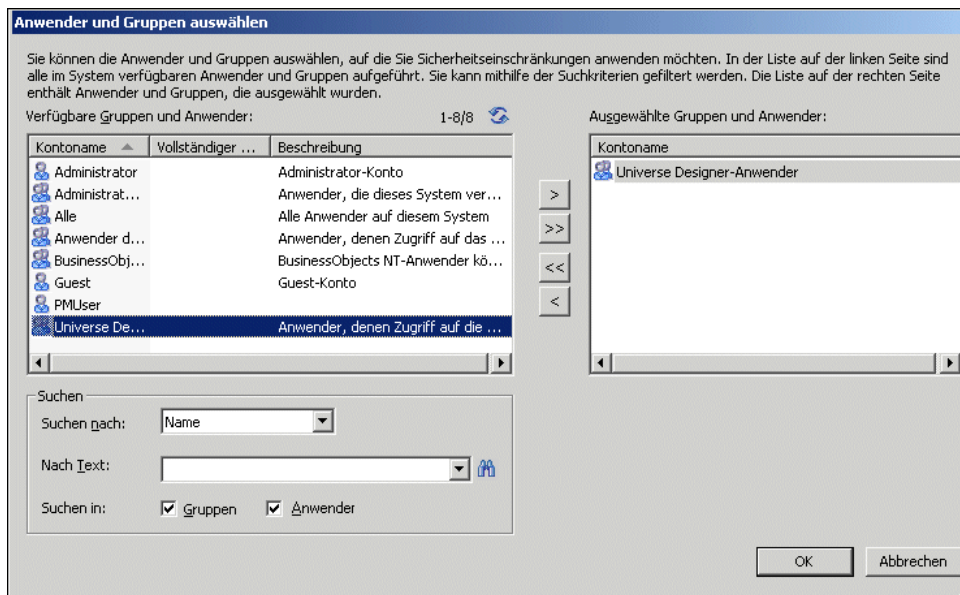 Anwender und Gruppen auswählen
Sie können die Anwender und Gruppen auswählen, auf die Sie Sicherheitseinschränkungen anwenden möchten. In der Liste auf der linken Seite sind
alle im System verfügbaren Anwender und Gruppen aufgeführt. Sie kann mithilfe der Suchkriterien gefiltert werden. Die Liste auf der rechten Seite
enthält Anwender und Gruppen, die ausgewählt wurden.
Verfügbare Gruppen und Anwender: 1-8/8
Kontoname Vollständiger ... Beschreibung
Administrator Administrator-Konto
Administrat... Anwender, die dieses System ver...
Alle Alle Anwender auf diesem System
Anwender d... Anwender, denen Zugriff auf das ...
BusinessObj... BusinessObjects NT-Anwender kö...
Guest Guest-Konto
PMUser
Universe De... Anwender, denen Zugriff auf die ...
>
>>
<<
<
Ausgewählte Gruppen und Anwender:
Kontoname
Universe Designer-Anwender
Suchen
Suchen nach: Name
Nach Text:
Suchen in: Gruppen Anwender
OK Abbrechen